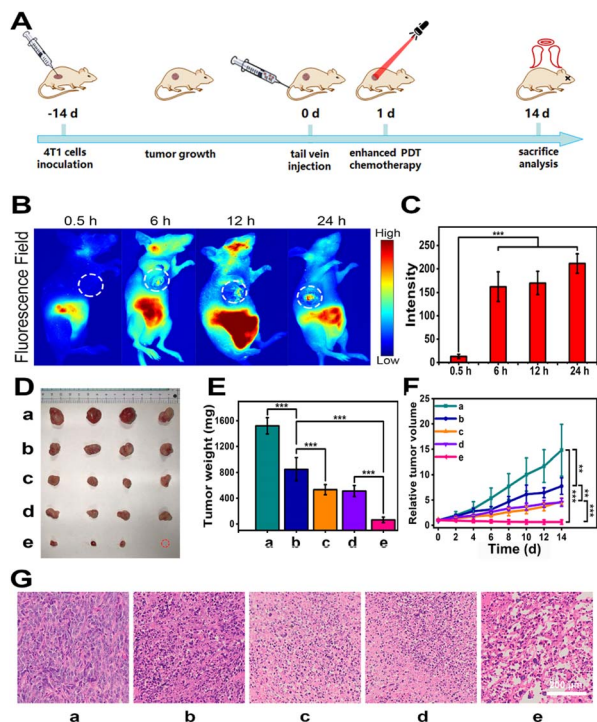 A
-14 d
0 d
1 d
14 d
4T1 cells
inoculation
tumor growth
tail vein
injection
enhanced PDT
chemotherapy
sacrifice
analysis
B
0.5 h
6 h
12 h
24 h
Fluorescence Field
High
Low
C
Intensity
250
200
150
100
50
0
***
0.5 h
6 h
12 h
24 h
D
a
b
c
d
e
E
Tumor weight (mg)
1600
1200
800
400
0
***
***
***
***
a
b
c
d
e
F
Relative tumor volume
25
20
15
10
5
0
a
b
c
d
e
**
***
**
***
0 2 4 6 8 10 12 14
Time (d)
G
a
b
c
d
e